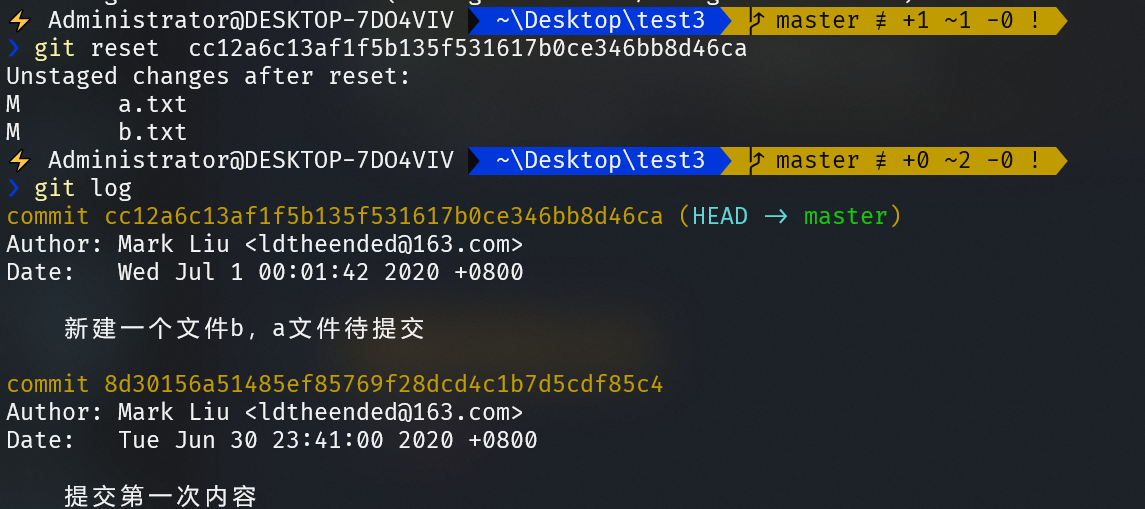 ⚡ Administrator@DESKTOP-7DO4VIV ~\Desktop\test3 master ≢ +1 ~1 -0 !
❯ git reset  cc12a6c13af1f5b135f531617b0ce346bb8d46ca
Unstaged changes after reset:
M       a.txt
M       b.txt
⚡ Administrator@DESKTOP-7DO4VIV ~\Desktop\test3 master ≢ +0 ~2 -0 !
❯ git log
commit cc12a6c13af1f5b135f531617b0ce346bb8d46ca (HEAD -> master)
Author: Mark Liu <ldtheended@163.com>
Date:   Wed Jul 1 00:01:42 2020 +0800
新建一个文件b, a文件待提交
commit 8d30156a51485ef85769f28dcd4c1b7d5cdf85c4
Author: Mark Liu <ldtheended@163.com>
Date:   Tue Jun 30 23:41:00 2020 +0800
提交第一次内容